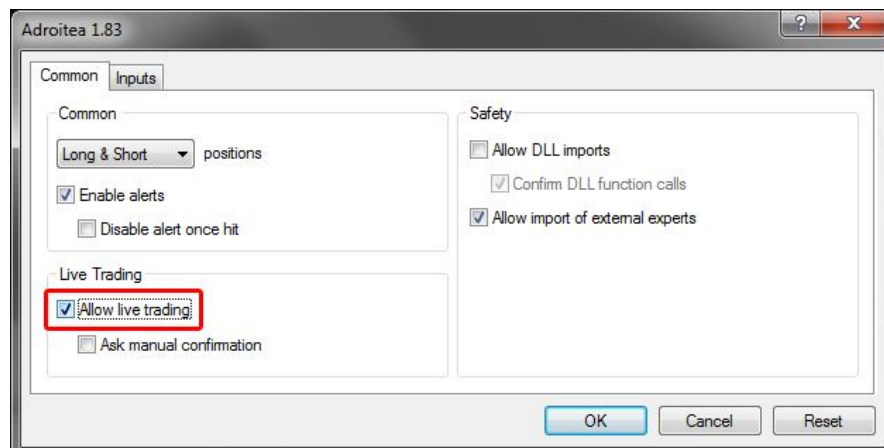 Adroitea 1.83
Common
Inputs
Common
Long & Short
positions
Enable alerts
Disable alert once hit
Live Trading
Allow live trading
Ask manual confirmation
Safety
Allow DLL imports
Confirm DLL function calls
Allow import of external experts
OK
Cancel
Reset